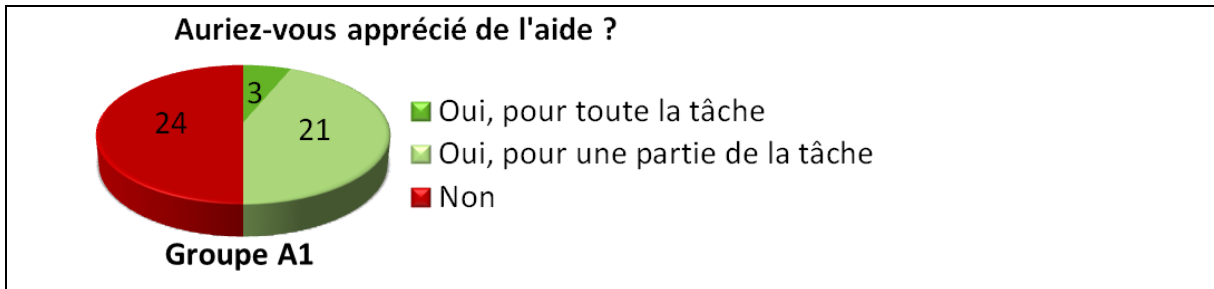 Auriez-vous apprécié de l'aide ?
3
24
21
Oui, pour toute la tâche
Oui, pour une partie de la tâche
Non
Groupe A1